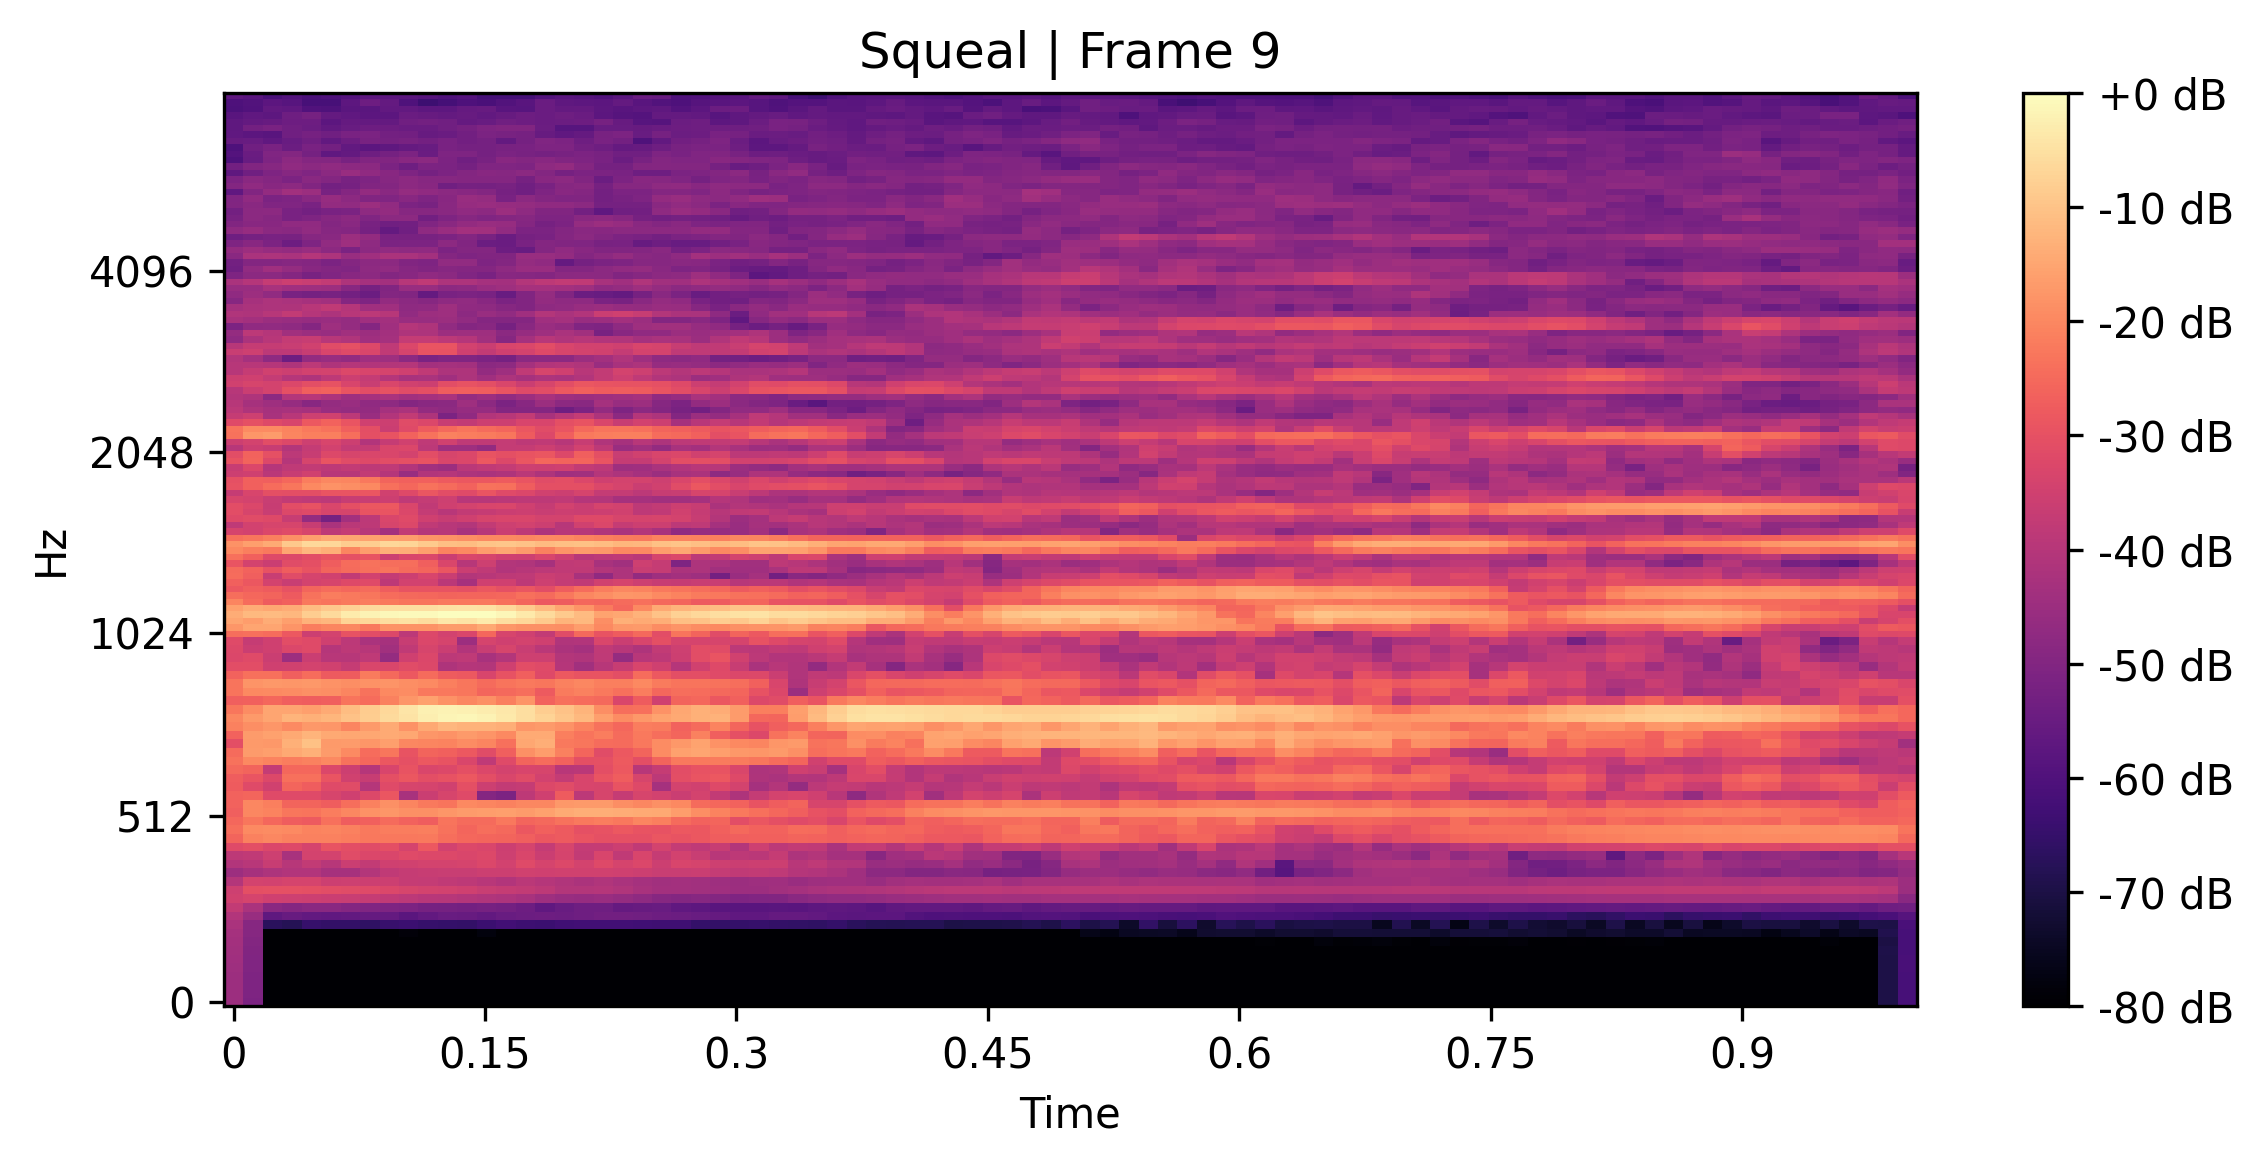 Squeal | Frame 9
+0 dB
-10 dB
-20 dB
-30 dB
-40 dB
-50 dB
-60 dB
-70 dB
-80 dB
4096
2048
1024
512
0
Hz
0 0.15 0.3 0.45 0.6 0.75 0.9
Time